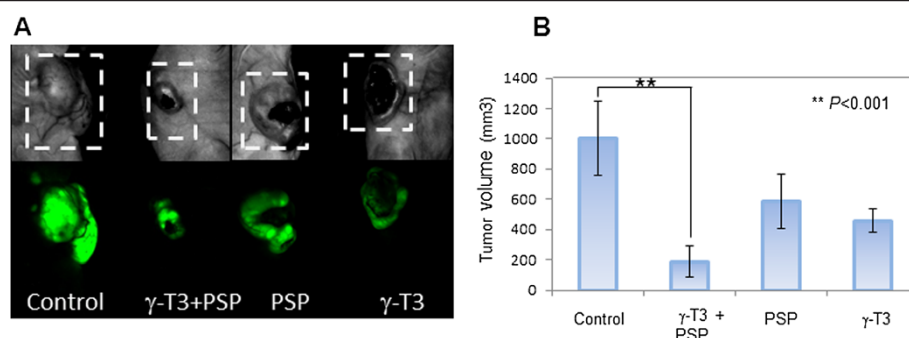 A
Control
γ-T3+PSP
PSP
γ-T3
B
Tumor Volume (mm3)
1400
1200
1000
800
600
400
200
0
**
** P<0.001
Control
γ-T3 +
PSP
PSP
γ-T3